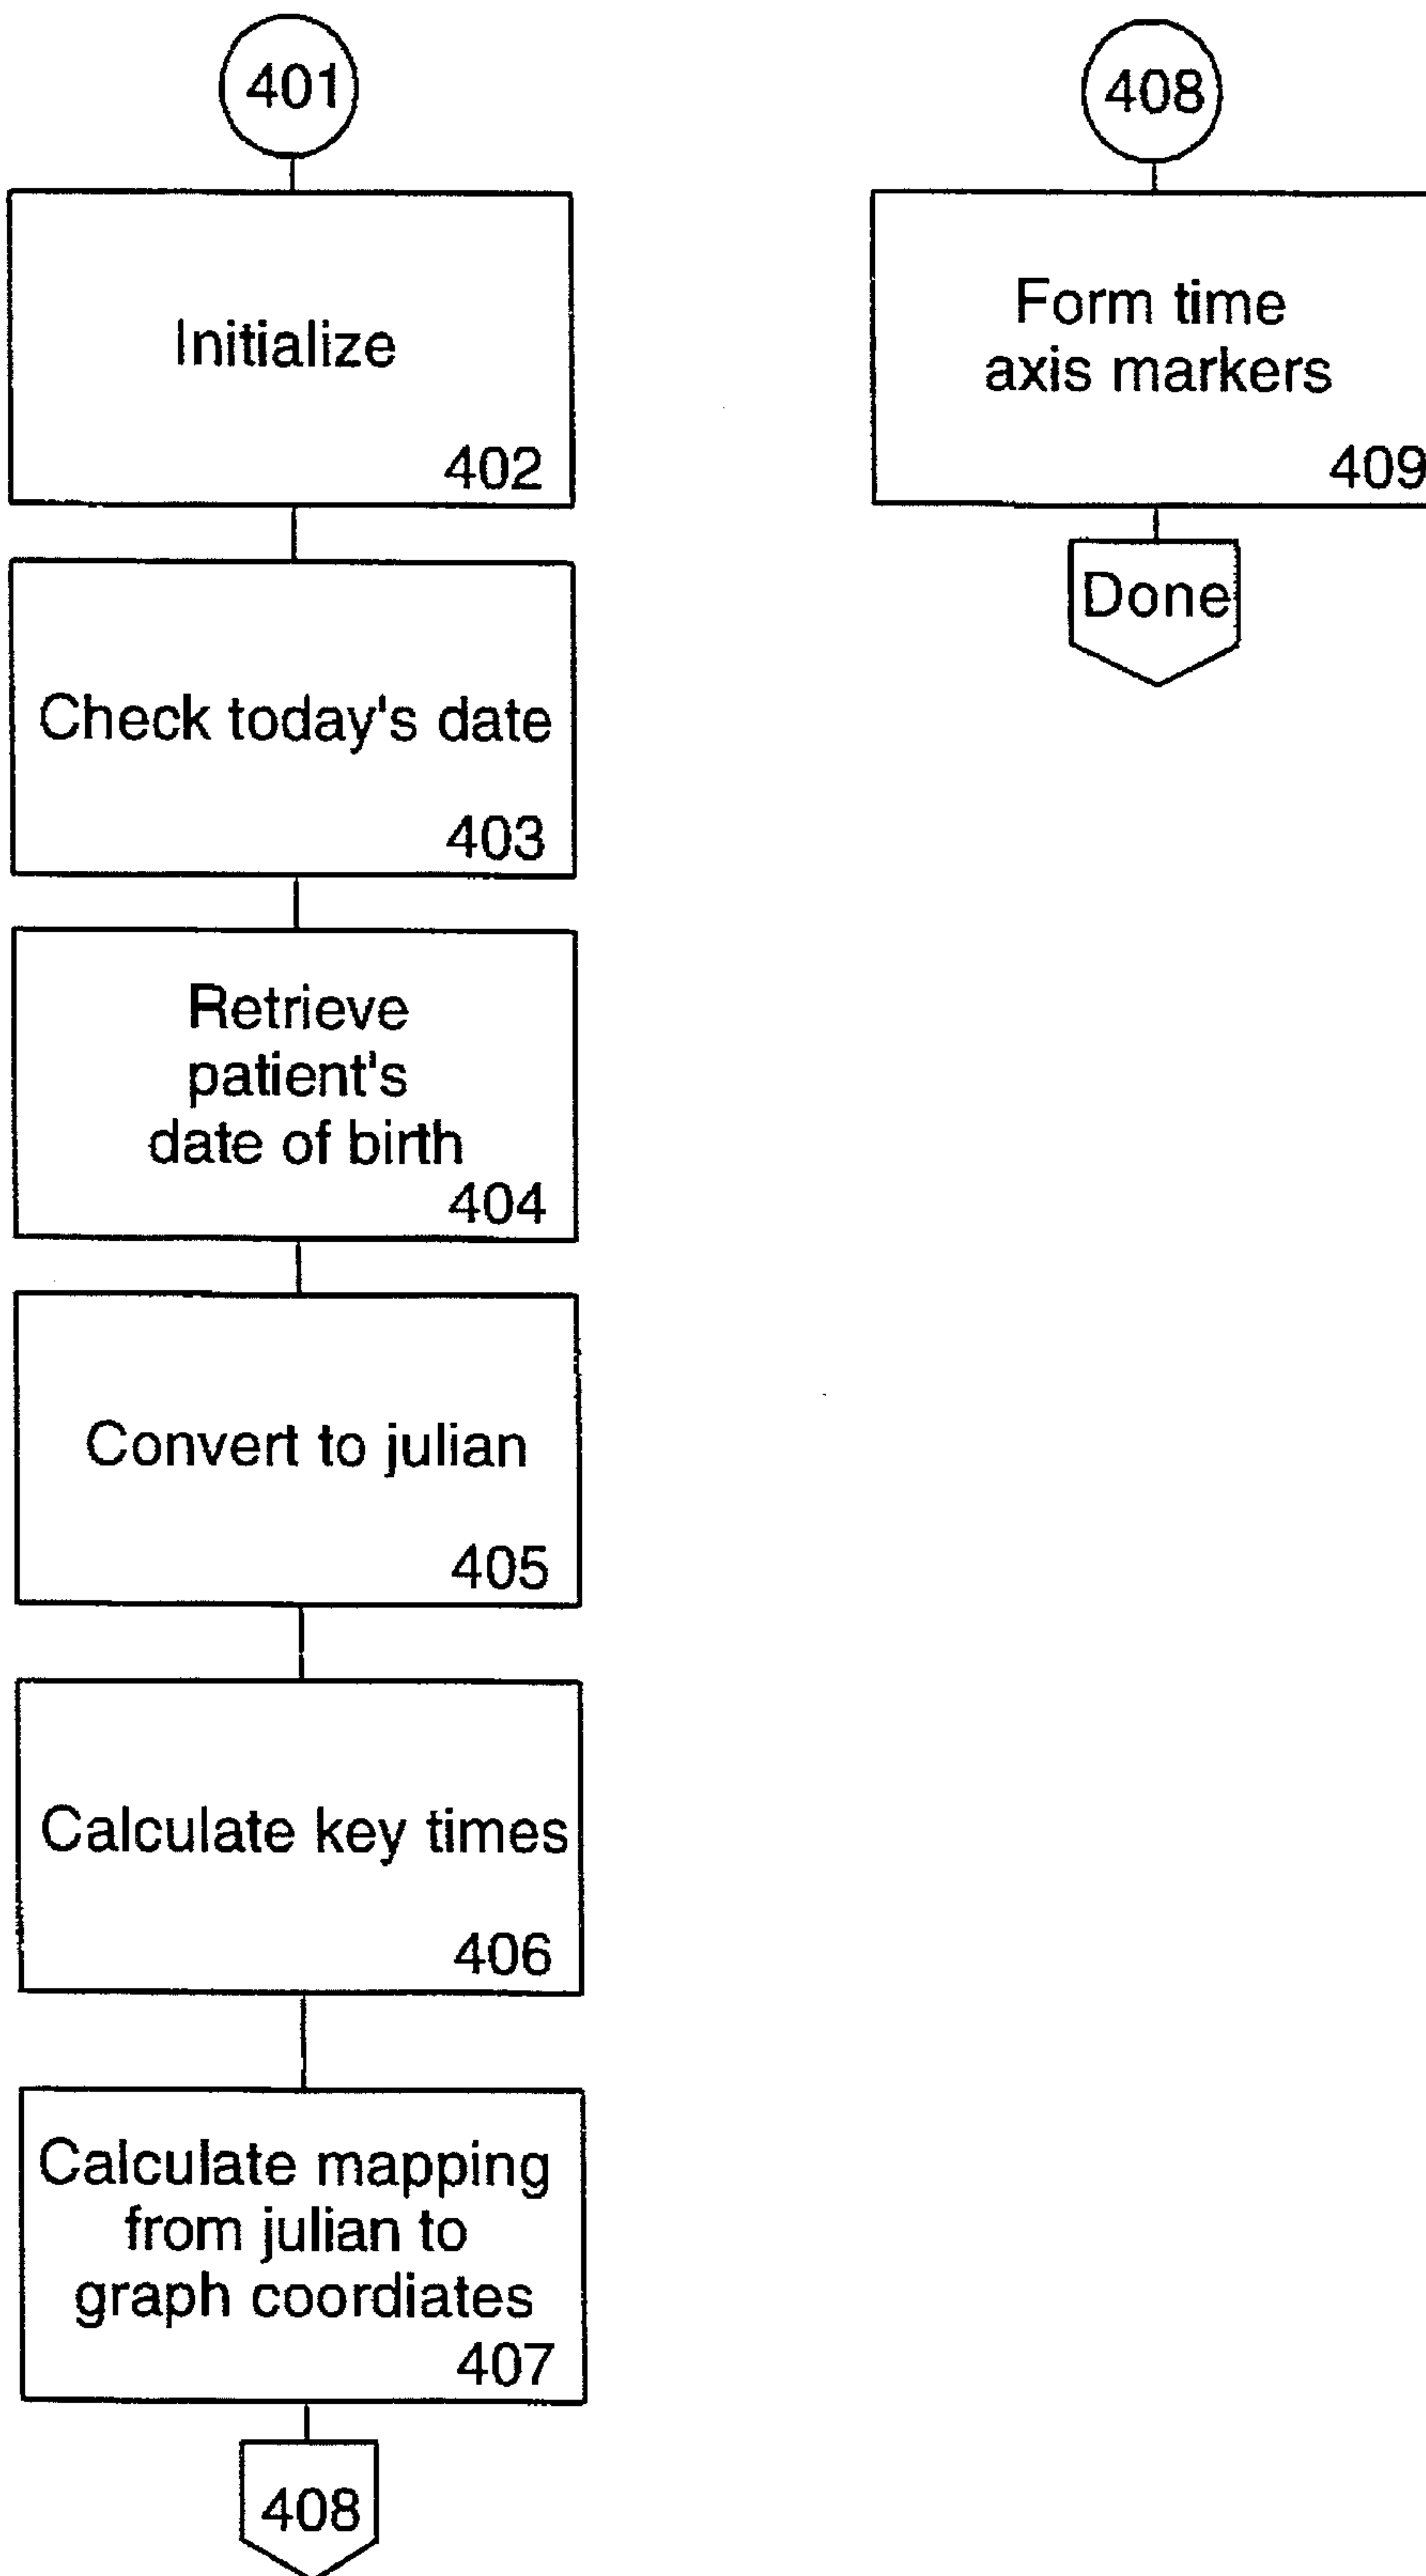 401
Initialize
402
Check today's date
403
Retrieve
patient's
date of birth
404
Convert to julian
405
Calculate key times
406
Calculate mapping
from julian to
graph coordiates
407
408
408
Form time
axis markers
409
Done